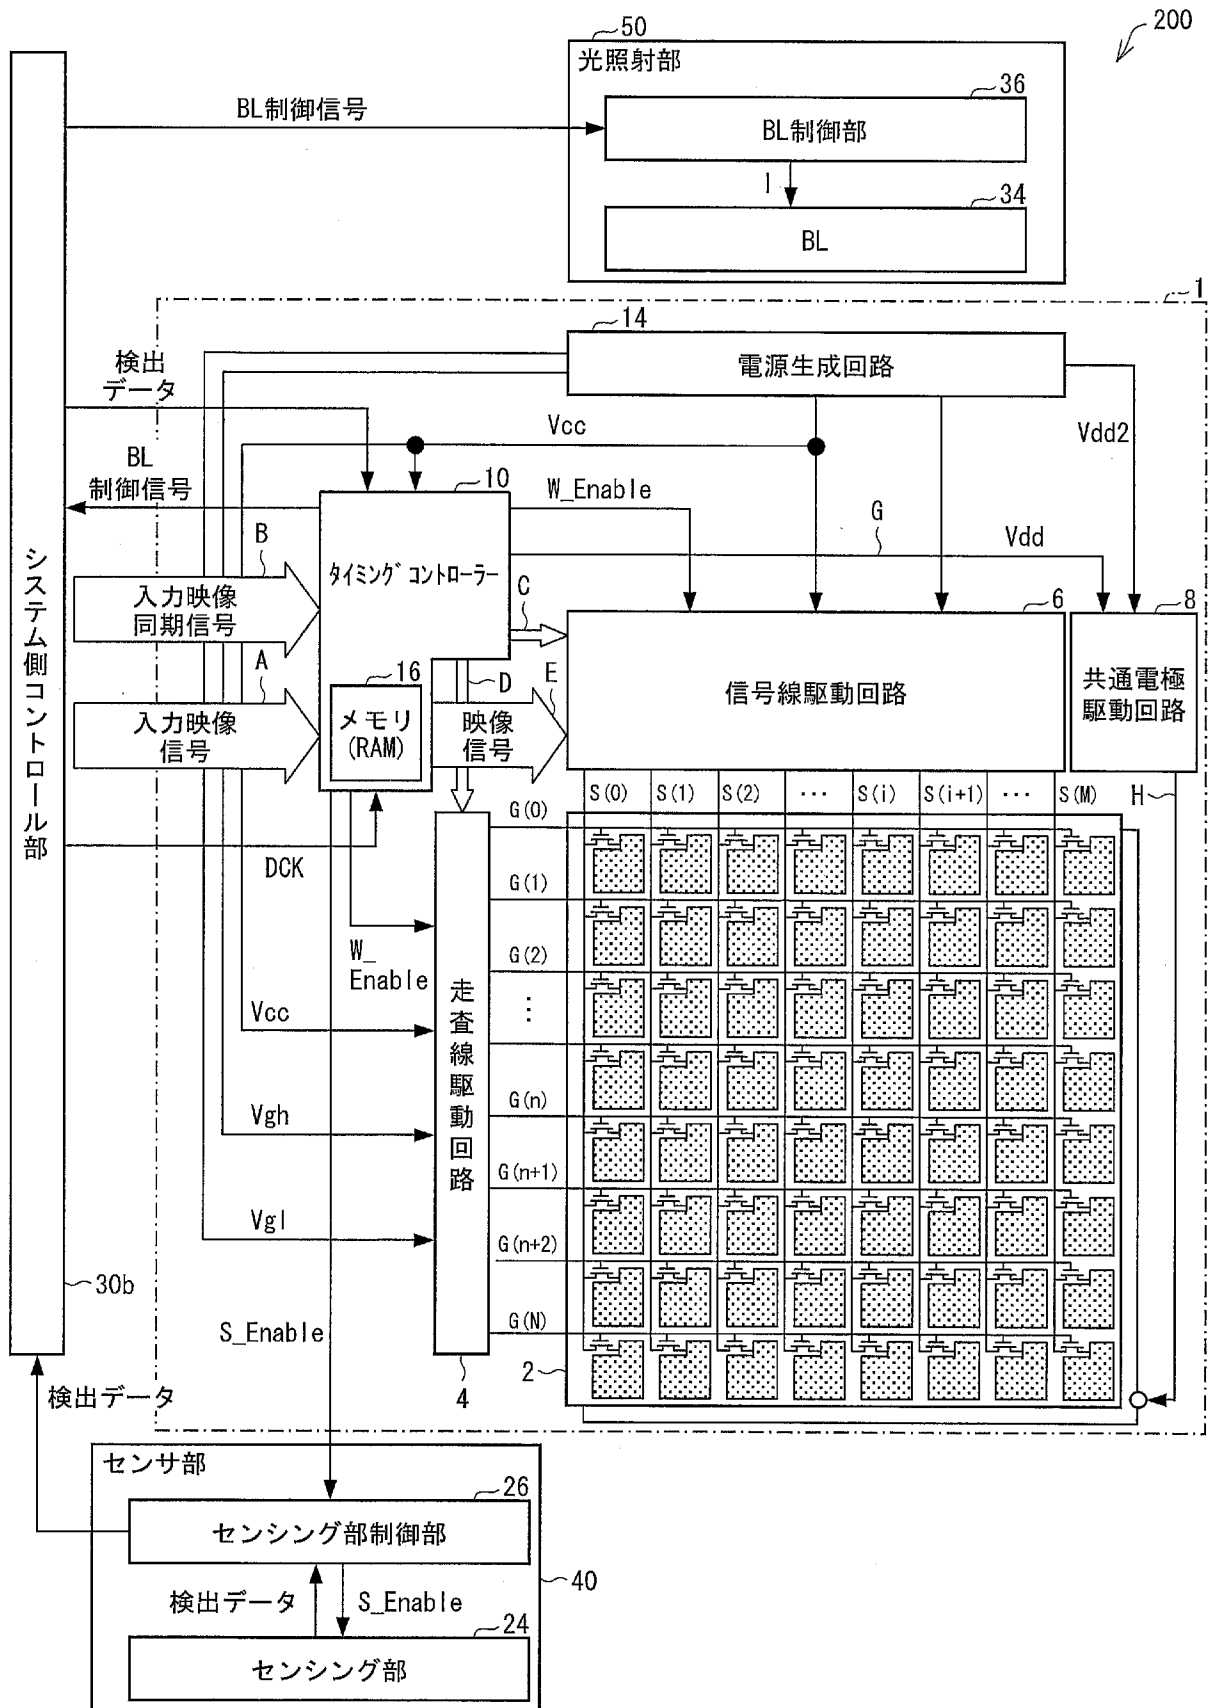 200
50
光照射部
36
BL制御信号
BL制御部
I
34
BL
1
14
電源生成回路
検出
データ
Vcc
Vdd2
BL
制御信号
10
W_Enable
G
Vdd
B
タイミングコントローラー
C
6
8
入力映像
同期信号
システム側コントロール部
A
16
D
E
信号線駆動回路
共通電極
駆動回路
入力映像
信号
メモリ
(RAM)
映像
信号
S(0)
S(1)
S(2)
…
S(i)
S(i+1)
…
S(M)
H
G(0)
DCK
G(1)
W_
Enable
G(2)
走査線駆動回路
⋮
Vcc
G(n)
Vgh
G(n+1)
Vgl
G(n+2)
30b
G(N)
S_Enable
2
4
検出データ
センサ部
26
センシング部制御部
40
検出データ
S_Enable
24
センシング部